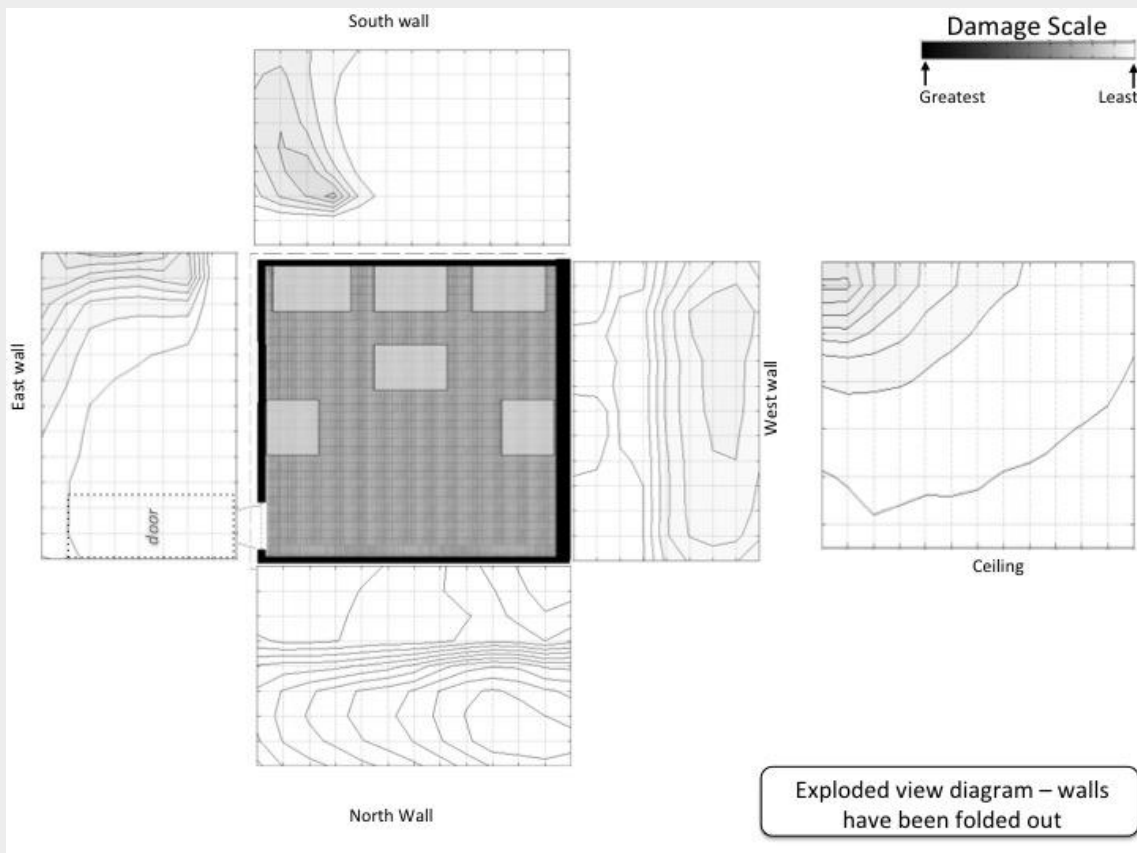 South wall
Damage Scale
Greatest
Least
East wall
door
West wall
Ceiling
North Wall
Exploded view diagram – walls
have been folded out